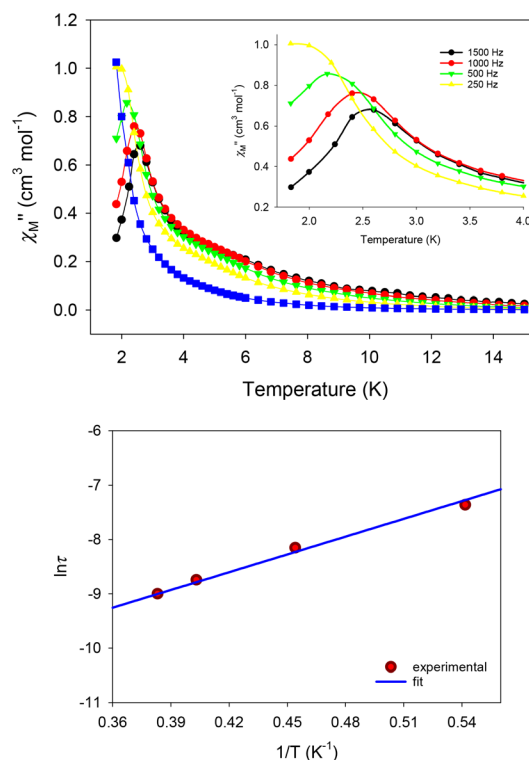 χM'' (cm³ mol⁻¹)
1.2
1.0
0.8
0.6
0.4
0.2
0.0
2 4 6 8 10 12 14
Temperature (K)
χM'' (cm³ mol⁻¹)
1.0
0.8
0.6
0.4
0.2
2.0 2.5 3.0 3.5 4.0
Temperature (K)
1500 Hz
1000 Hz
500 Hz
250 Hz
lnτ
-6
-7
-8
-9
-10
-11
0.36 0.39 0.42 0.45 0.48 0.51 0.54
1/T (K⁻¹)
experimental
fit